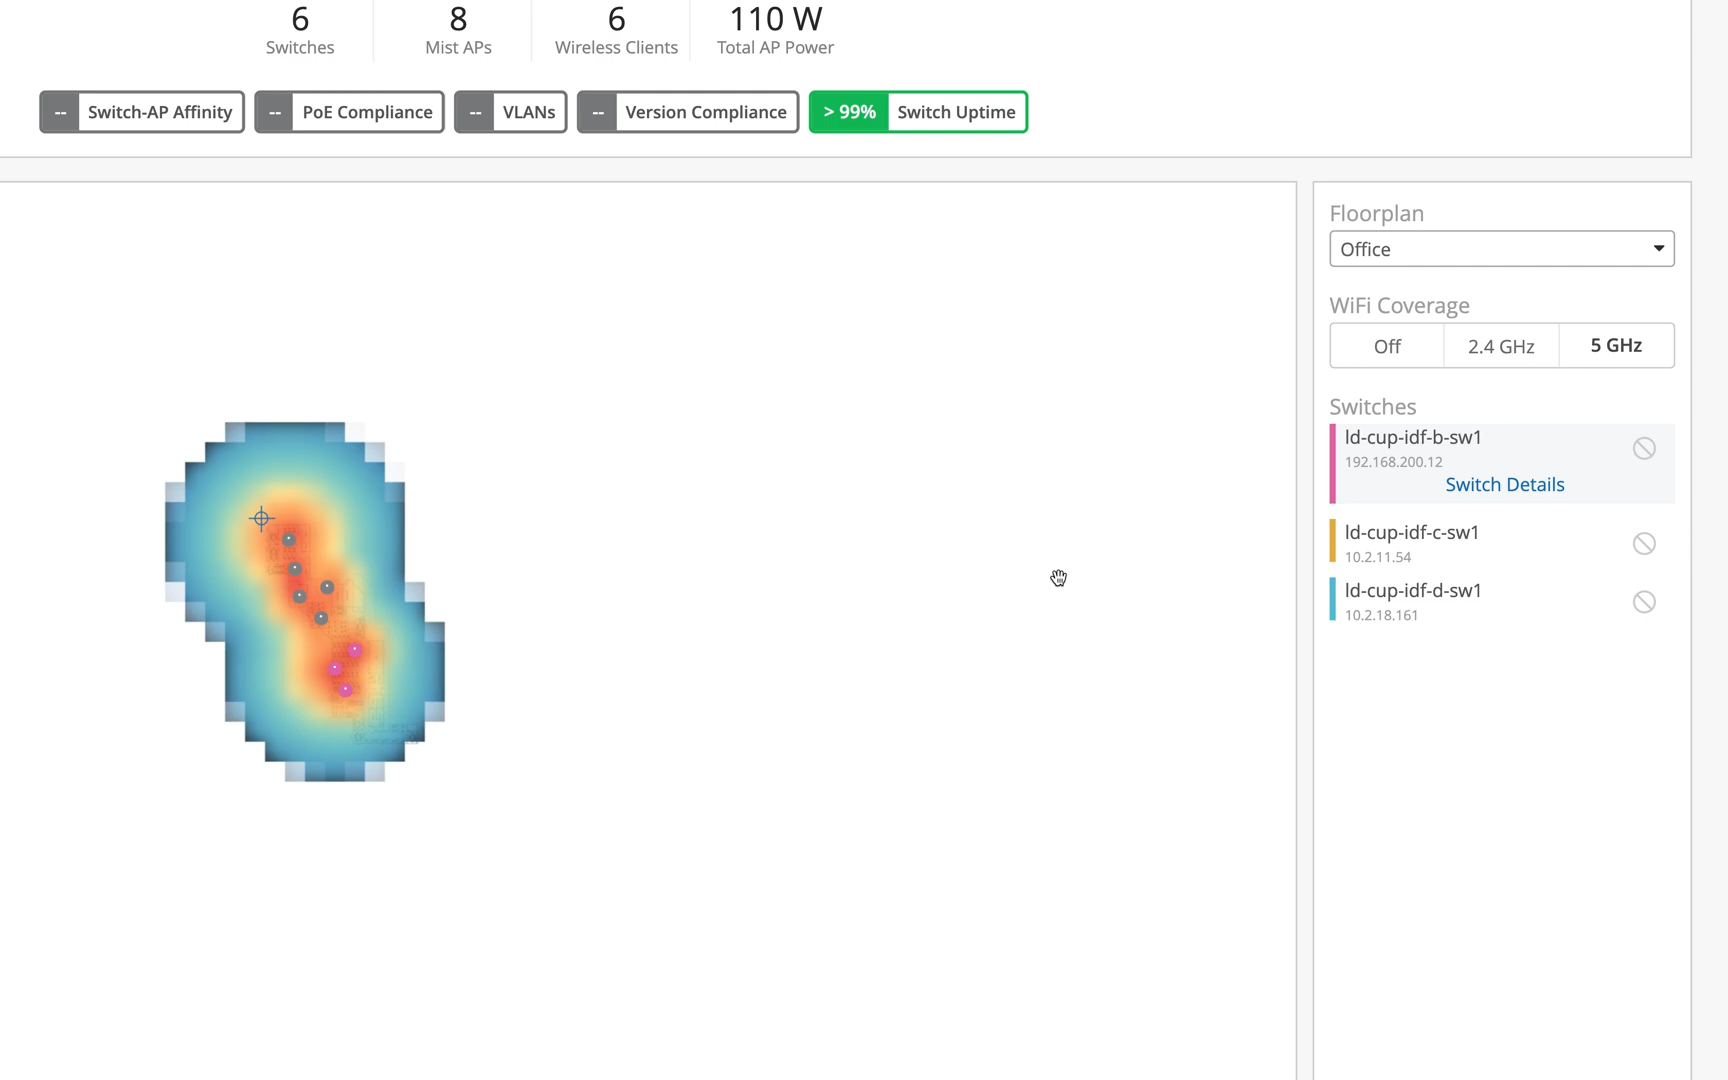 6
Switches
8
Mist APs
6
Wireless Clients
110 W
Total AP Power
-- Switch-AP Affinity
-- PoE Compliance
-- VLANs
-- Version Compliance
> 99% Switch Uptime
Floorplan
Office
WiFi Coverage
Off 2.4 GHz 5 GHz
Switches
ld-cup-idf-b-sw1
192.168.200.12
Switch Details
ld-cup-idf-c-sw1
10.2.11.54
ld-cup-idf-d-sw1
10.2.18.161